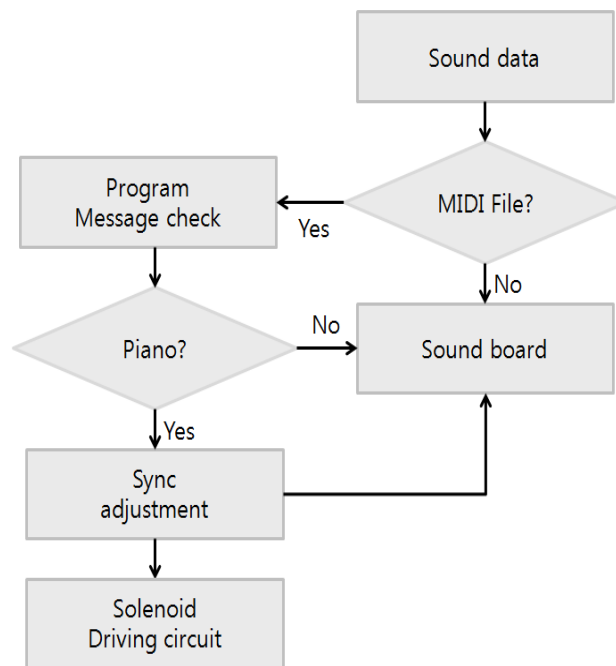 Sound data
MIDI File?
Yes
Program
Message check
No
Piano?
No
Sound board
Yes
Sync
adjustment
Solenoid
Driving circuit